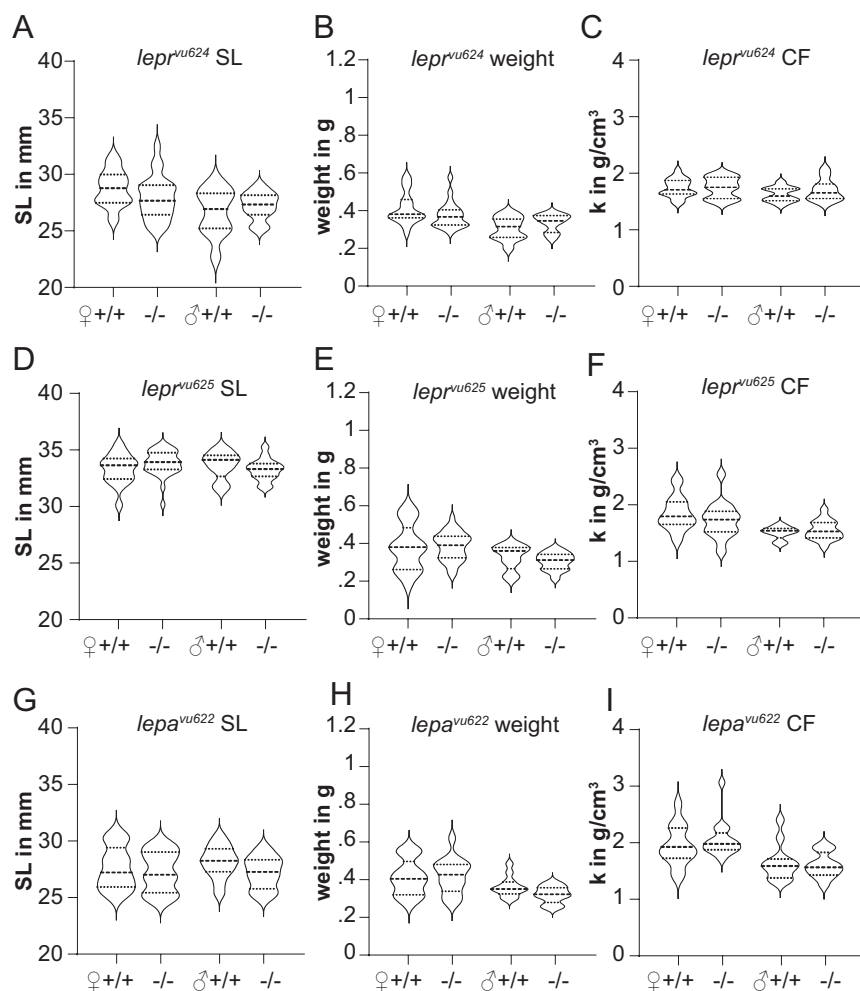 A
lepr^vu624 SL
SL in mm
40
35
30
25
20
♀+/+ -/- ♂+/+ -/-
B
lepr^vu624 weight
weight in g
1.2
1
.8
.6
.4
.2
0
♀+/+ -/- ♂+/+ -/-
C
lepr^vu624 CF
k in g/cm³
4
3
2
1
0
♀+/+ -/- ♂+/+ -/-
D
lepr^vu625 SL
SL in mm
40
35
30
25
20
♀+/+ -/- ♂+/+ -/-
E
lepr^vu625 weight
weight in g
1.2
1
.8
.6
.4
.2
0
♀+/+ -/- ♂+/+ -/-
F
lepr^vu625 CF
k in g/cm³
4
3
2
1
0
♀+/+ -/- ♂+/+ -/-
G
lepa^vu622 SL
SL in mm
40
35
30
25
20
♀+/+ -/- ♂+/+ -/-
H
lepa^vu622 weight
weight in g
1.2
1
.8
.6
.4
.2
0
♀+/+ -/- ♂+/+ -/-
I
lepa^vu622 CF
k in g/cm³
4
3
2
1
0
♀+/+ -/- ♂+/+ -/-